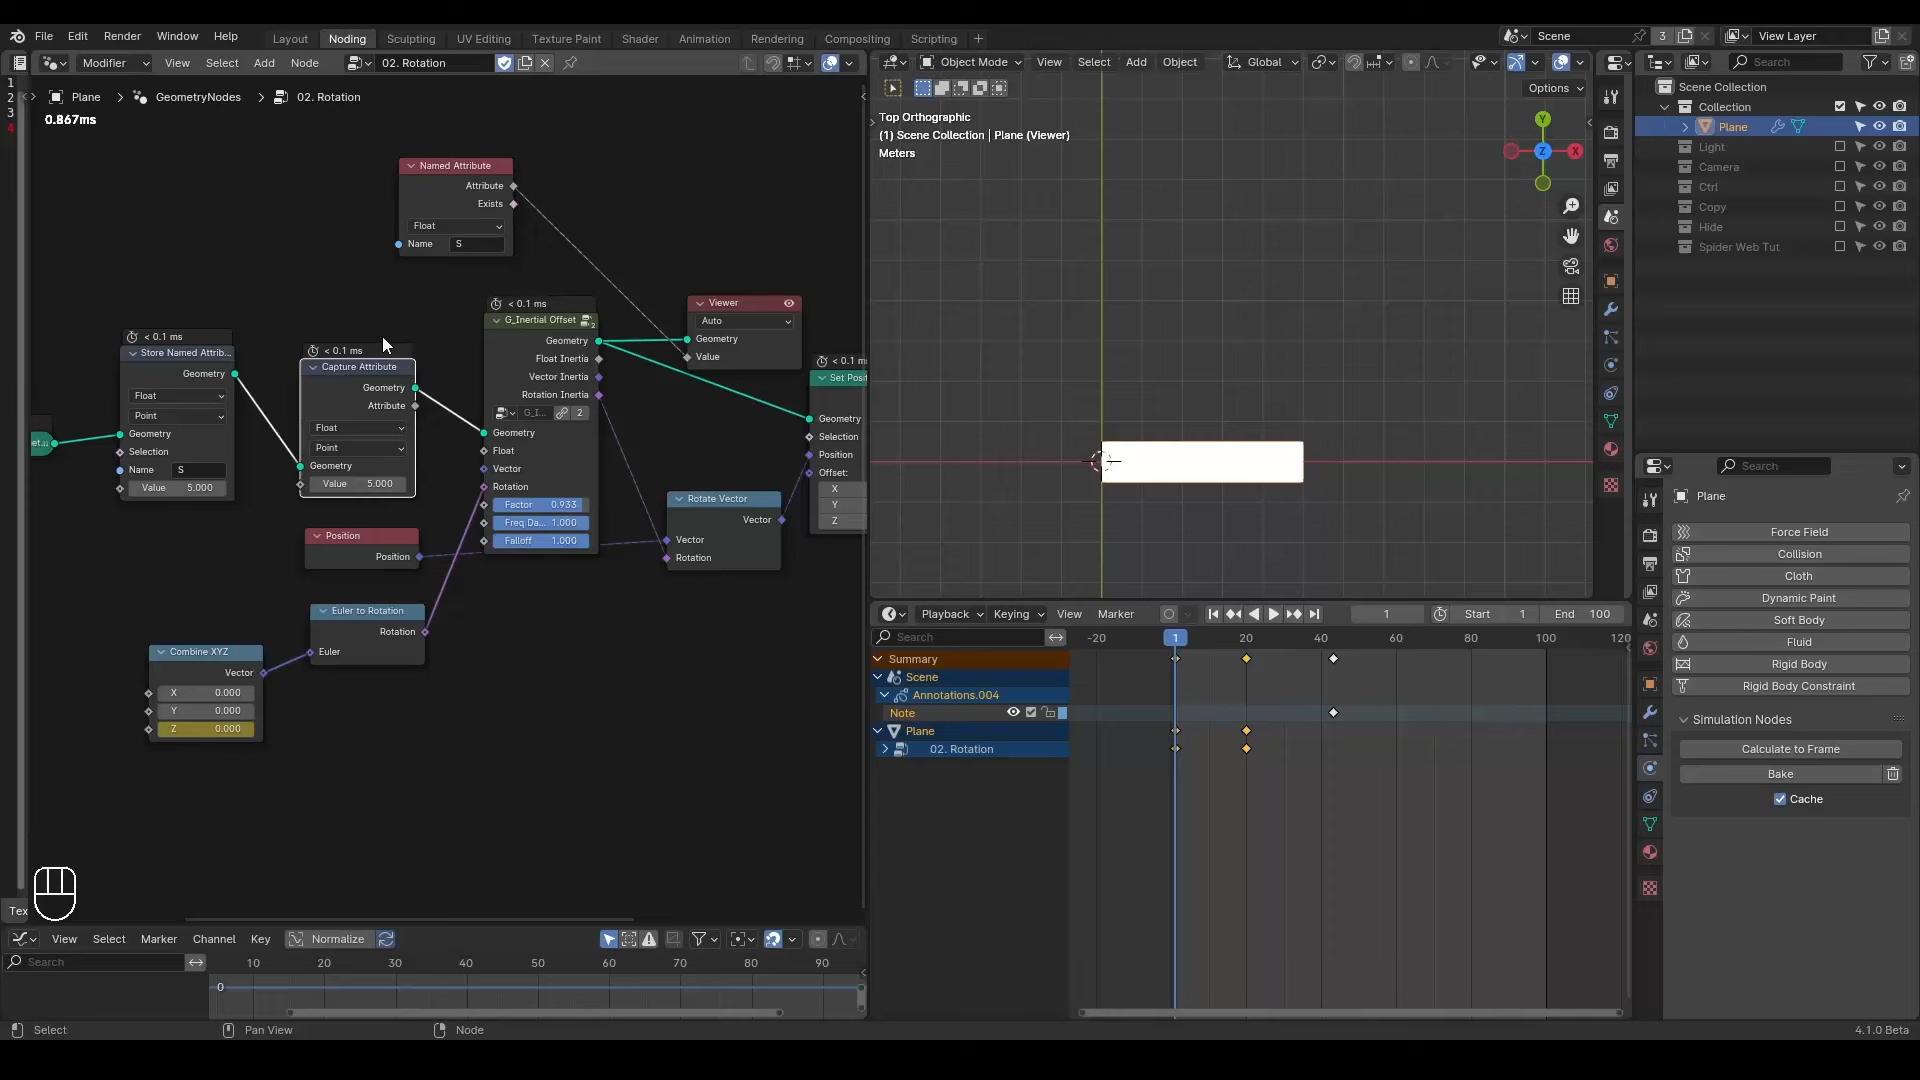 File Edit Render Window Help
Layout Noding Sculpting UV Editing Texture Paint Shader Animation Rendering Compositing Scripting +
Scene 3 View Layer
Modifier View Select Add Node 02. Rotation
Object Mode View Select Add Object Global
Search
1
2
3
4
Plane > GeometryNodes > 02. Rotation
0.867ms
Options
Top Orthographic
(1) Scene Collection | Plane (Viewer)
Meters
Y
Z
X
Scene Collection
Collection
Plane
Light
Camera
Ctrl
Copy
Hide
Spider Web Tut
Named Attribute
Attribute
Exists
Float
Name S
< 0.1 ms
Store Named Attrib...
Geometry
Float
Point
Geometry
Selection
Name S
Value 5.000
< 0.1 ms
Capture Attribute
Geometry
Attribute
Float
Point
Geometry
Value 5.000
< 0.1 ms
G_Inertial Offset
Geometry
Float Inertia
Vector Inertia
Rotation Inertia
G_I... 2
Geometry
Float
Vector
Rotation
Factor 0.933
Freq Da... 1.000
Falloff 1.000
Viewer
Auto
Geometry
Value
< 0.1 m
Set Posit
Geometry
Selection
Position
Offset:
X
Y
Z
Rotate Vector
Vector
Vector
Rotation
Position
Position
Euler to Rotation
Rotation
Euler
Combine XYZ
Vector
X 0.000
Y 0.000
Z 0.000
Playback Keying View Marker 1 Start 1 End 100
Search
-20 1 20 40 60 80 100 120
Summary
Scene
Annotations.004
Note
Plane
02. Rotation
Search
Plane
Force Field
Collision
Cloth
Dynamic Paint
Soft Body
Fluid
Rigid Body
Rigid Body Constraint
Simulation Nodes
Calculate to Frame
Bake
Cache
Tex
View Select Marker Channel Key Normalize
Search
10 20 30 40 50 60 70 80 90
0
Select Pan View Node
4.1.0 Beta